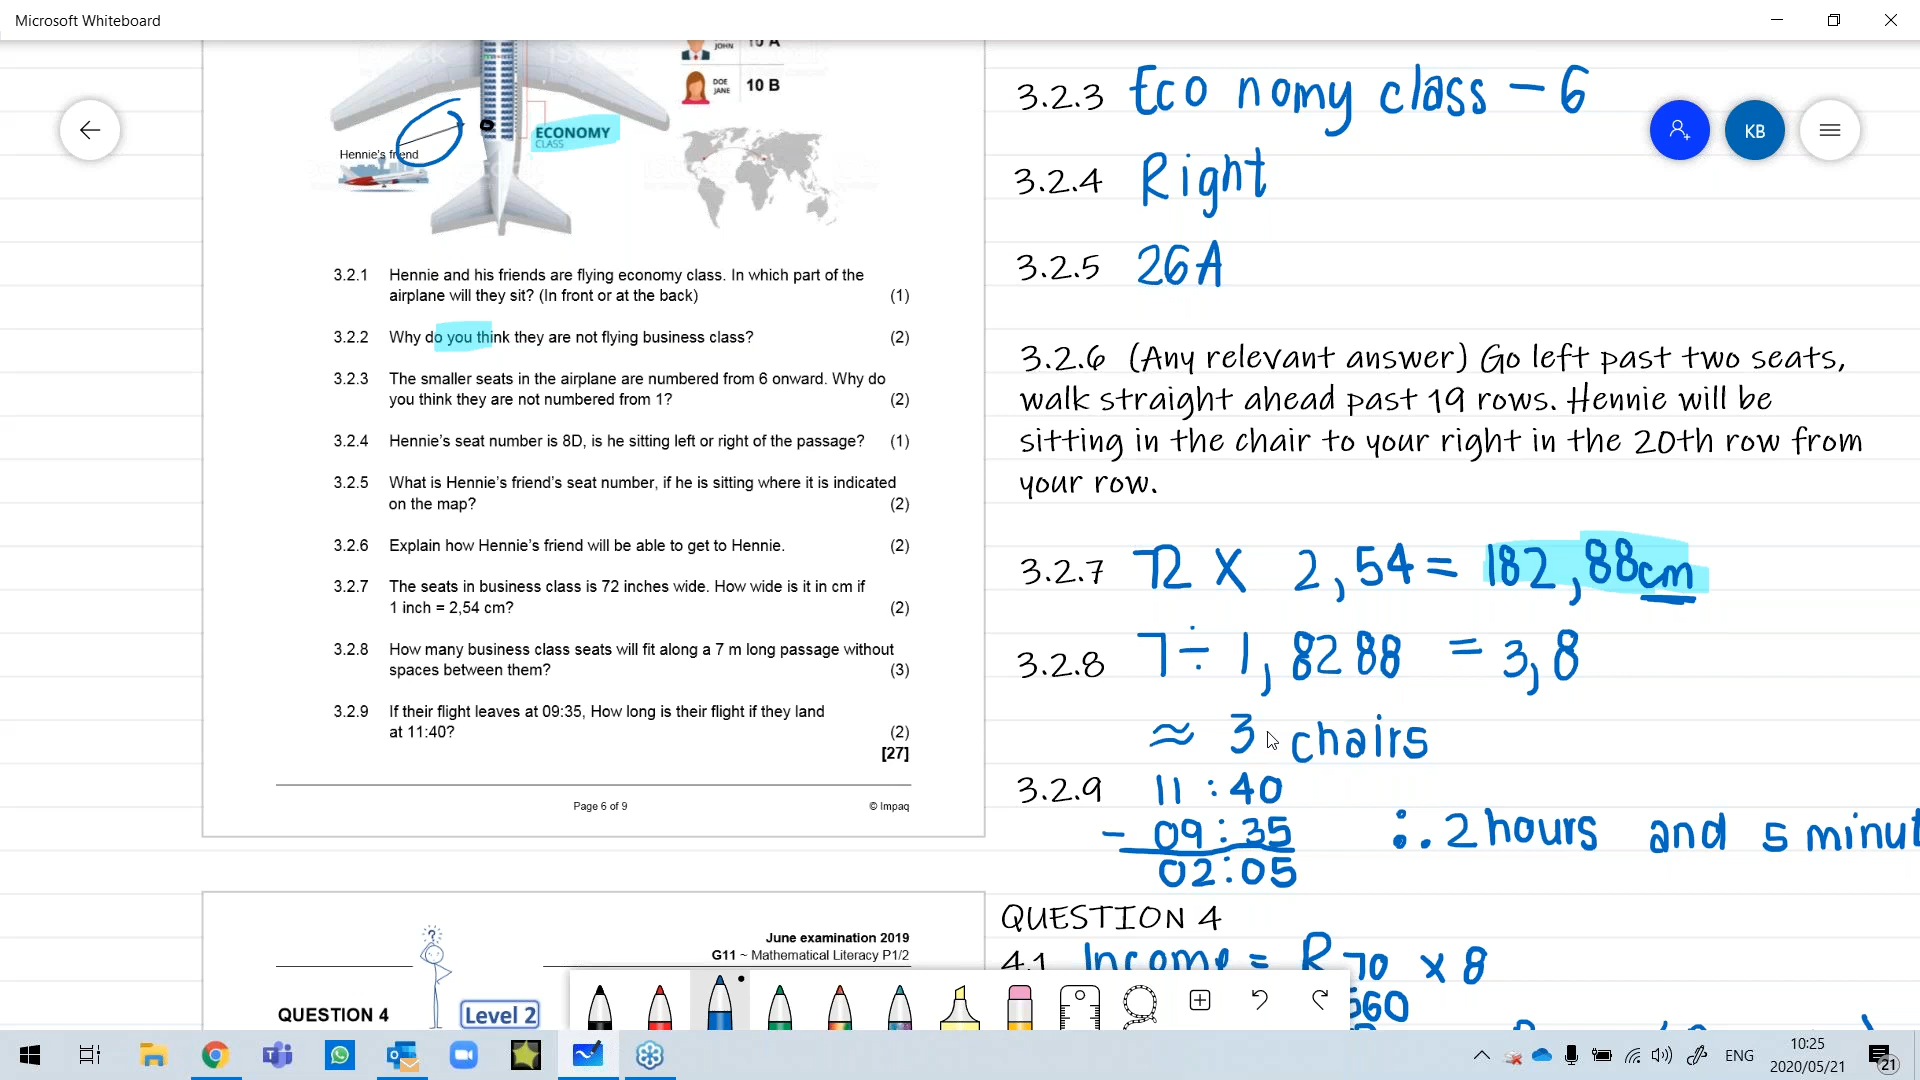 Microsoft Whiteboard
JOHN
10 A
DOE
JANE
10 B
ECONOMY
CLASS
Hennie's friend
3.2.1 Hennie and his friends are flying economy class. In which part of the
airplane will they sit? (In front or at the back) (1)
3.2.2 Why do you think they are not flying business class? (2)
3.2.3 The smaller seats in the airplane are numbered from 6 onward. Why do
you think they are not numbered from 1? (2)
3.2.4 Hennie's seat number is 8D, is he sitting left or right of the passage? (1)
3.2.5 What is Hennie's friend's seat number, if he is sitting where it is indicated
on the map? (2)
3.2.6 Explain how Hennie's friend will be able to get to Hennie. (2)
3.2.7 The seats in business class is 72 inches wide. How wide is it in cm if
1 inch = 2,54 cm? (2)
3.2.8 How many business class seats will fit along a 7 m long passage without
spaces between them? (3)
3.2.9 If their flight leaves at 09:35, How long is their flight if they land
at 11:40? (2)
[27]
Page 6 of 9 © Impaq
June examination 2019
G11 ~ Mathematical Literacy P1/2
?
QUESTION 4 Level 2
3.2.3 Economy class - 6
3.2.4 Right
3.2.5 26A
3.2.6 (Any relevant answer) Go left past two seats,
walk straight ahead past 19 rows. Hennie will be
sitting in the chair to your right in the 20th row from
your row.
3.2.7 72 x 2,54 = 182,88cm
3.2.8 7 ÷ 1,8288 = 3,8
≈ 3 chairs
3.2.9 11:40
- 09:35 ∴ 2 hours and 5 minut
02:05
QUESTION 4
4.1 Income = R70 x 8
560
KB
ENG
10:25
2020/05/21
21